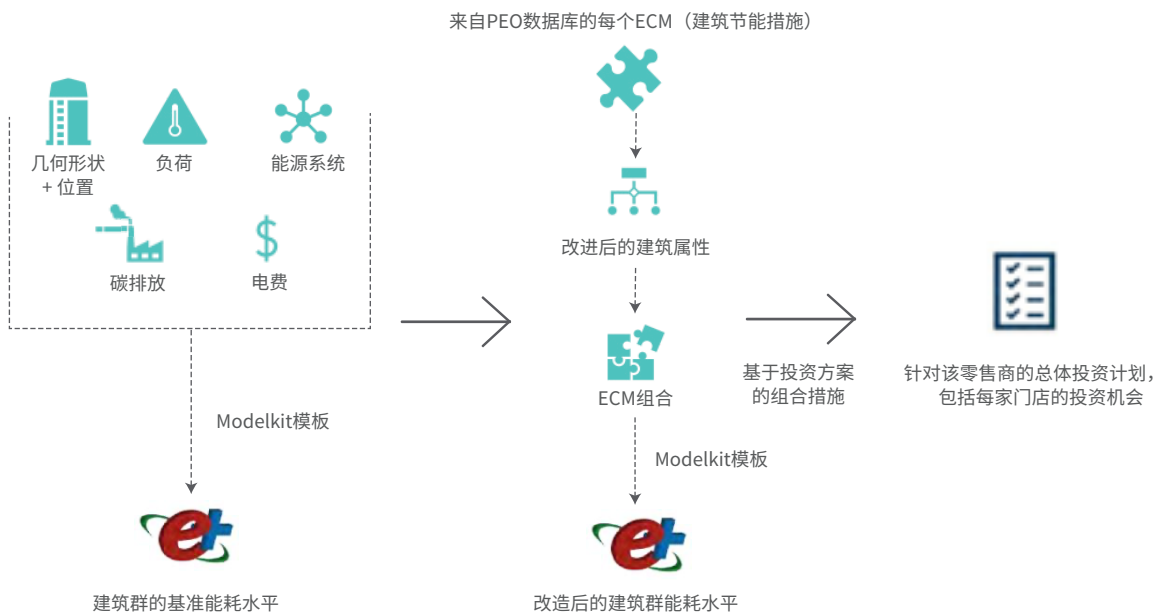 来自PEO数据库的每个ECM（建筑节能措施）
几何形状
+ 位置
负荷
能源系统
碳排放
$
电费
Modelkit模板
e+
建筑群的基准能耗水平
改进后的建筑属性
ECM组合
Modelkit模板
e+
改造后的建筑群能耗水平
基于投资方案
的组合措施
针对该零售商的总体投资计划，
包括每家门店的投资机会